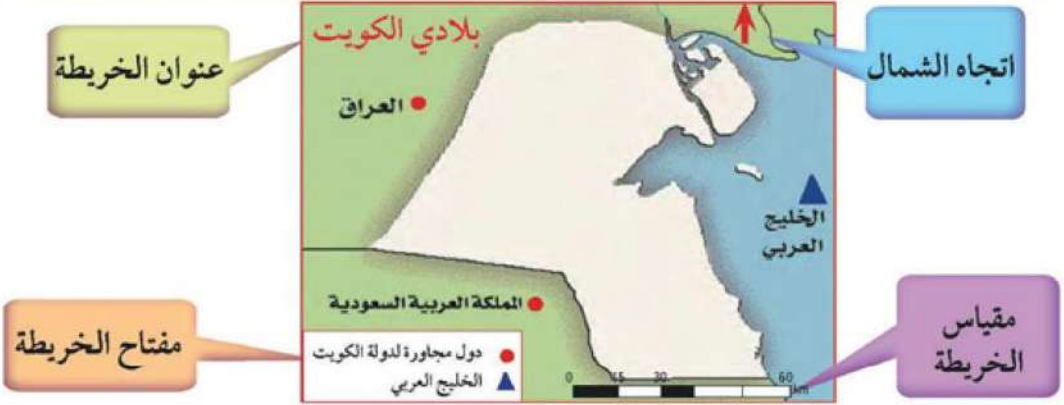 عنوان الخريطة
بلادي الكويت
اتجاه الشمال
العراق
الخليج
العربي
المملكة العربية السعودية
مفتاح الخريطة
دول مجاورة لدولة الكويت
الخليج العربي
0 15 30 60
km
مقياس
الخريطة